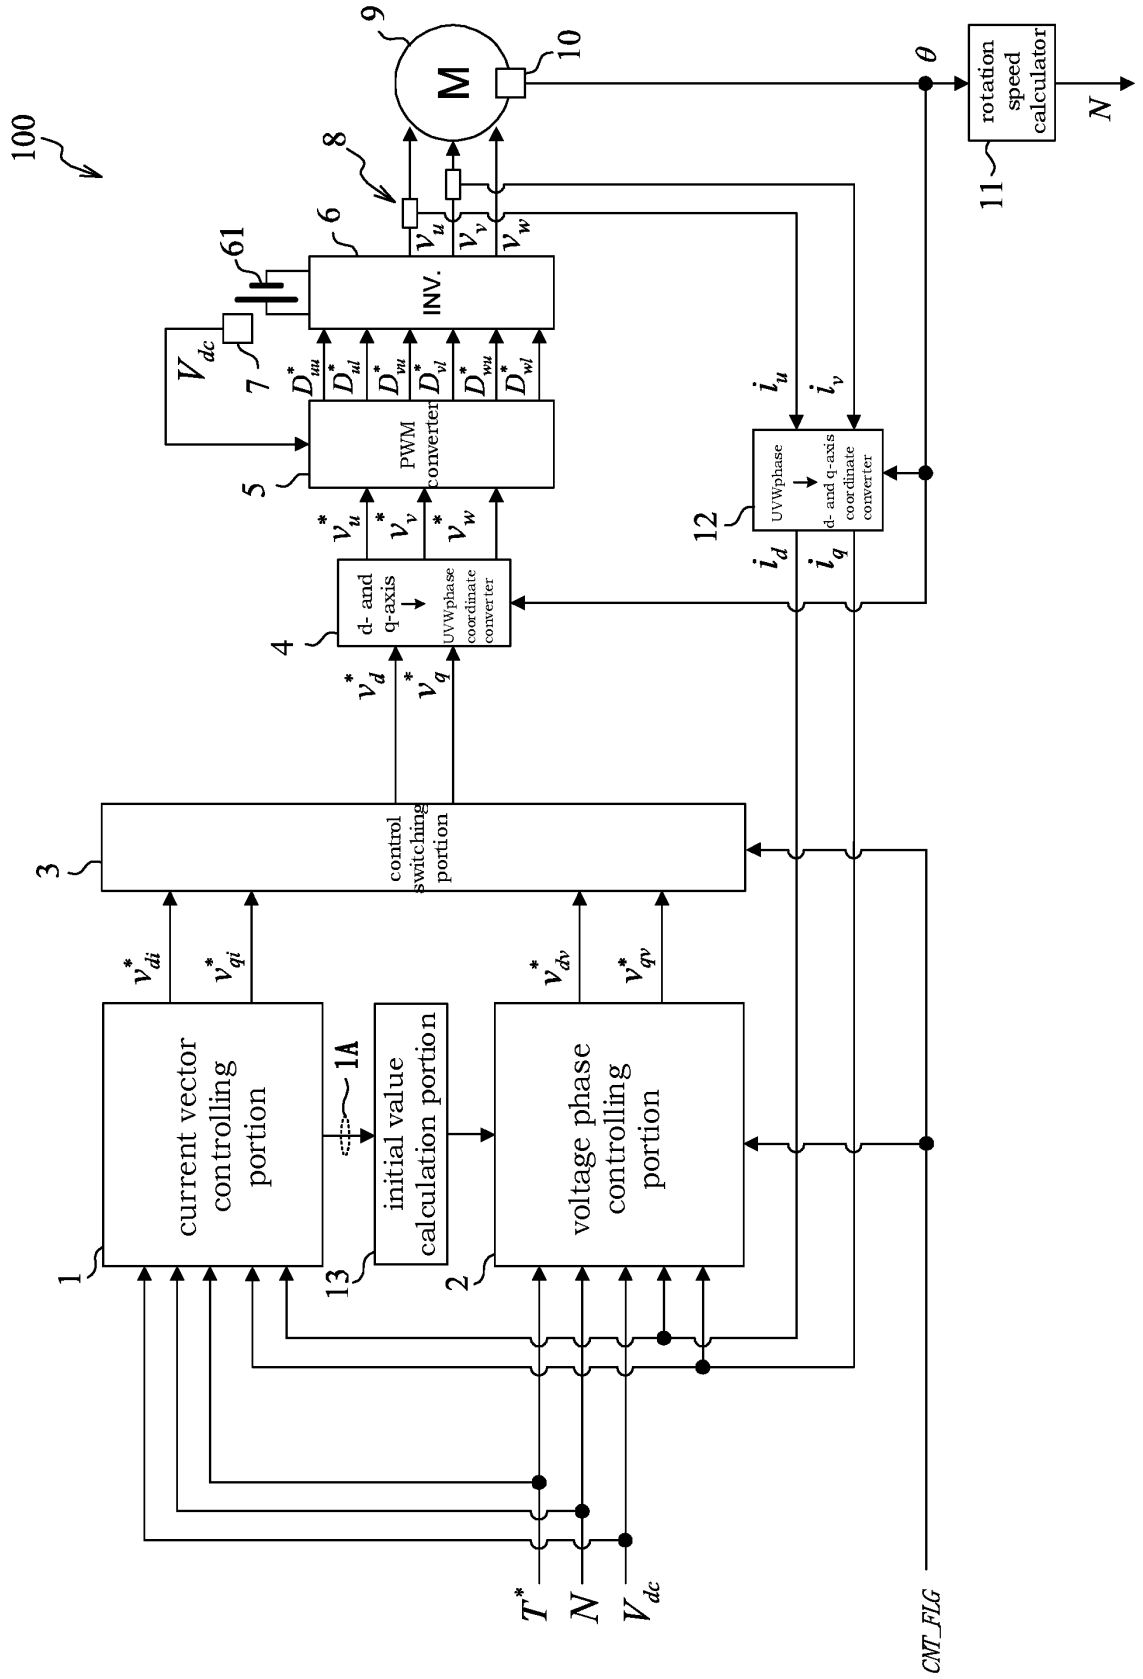 100
1
current vector
controlling
portion
v*di
v*qi
1A
13
initial value
calculation portion
2
voltage phase
controlling
portion
v*dv
v*qv
T*
N
Vdc
CNT_FLG
3
control
switching
portion
v*d
v*q
4
d- and
q-axis
UVWphase
coordinate
converter
v*u
v*v
v*w
5
PWM
converter
Vdc
7
D*uu
D*ul
D*vu
D*vl
D*wu
D*wl
61
6
INV.
8
vu
vv
vw
9
M
10
θ
11
rotation
speed
calculator
N
iu
iv
12
UVWphase
d- and q-axis
coordinate
converter
id
iq